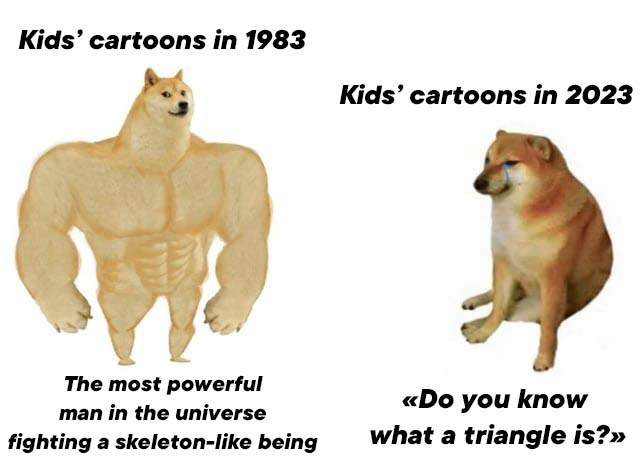 Kids’ cartoons in 1983
The most powerful
man in the universe
fighting a skeleton-like being
Kids’ cartoons in 2023
«Do you know
what a triangle is?»